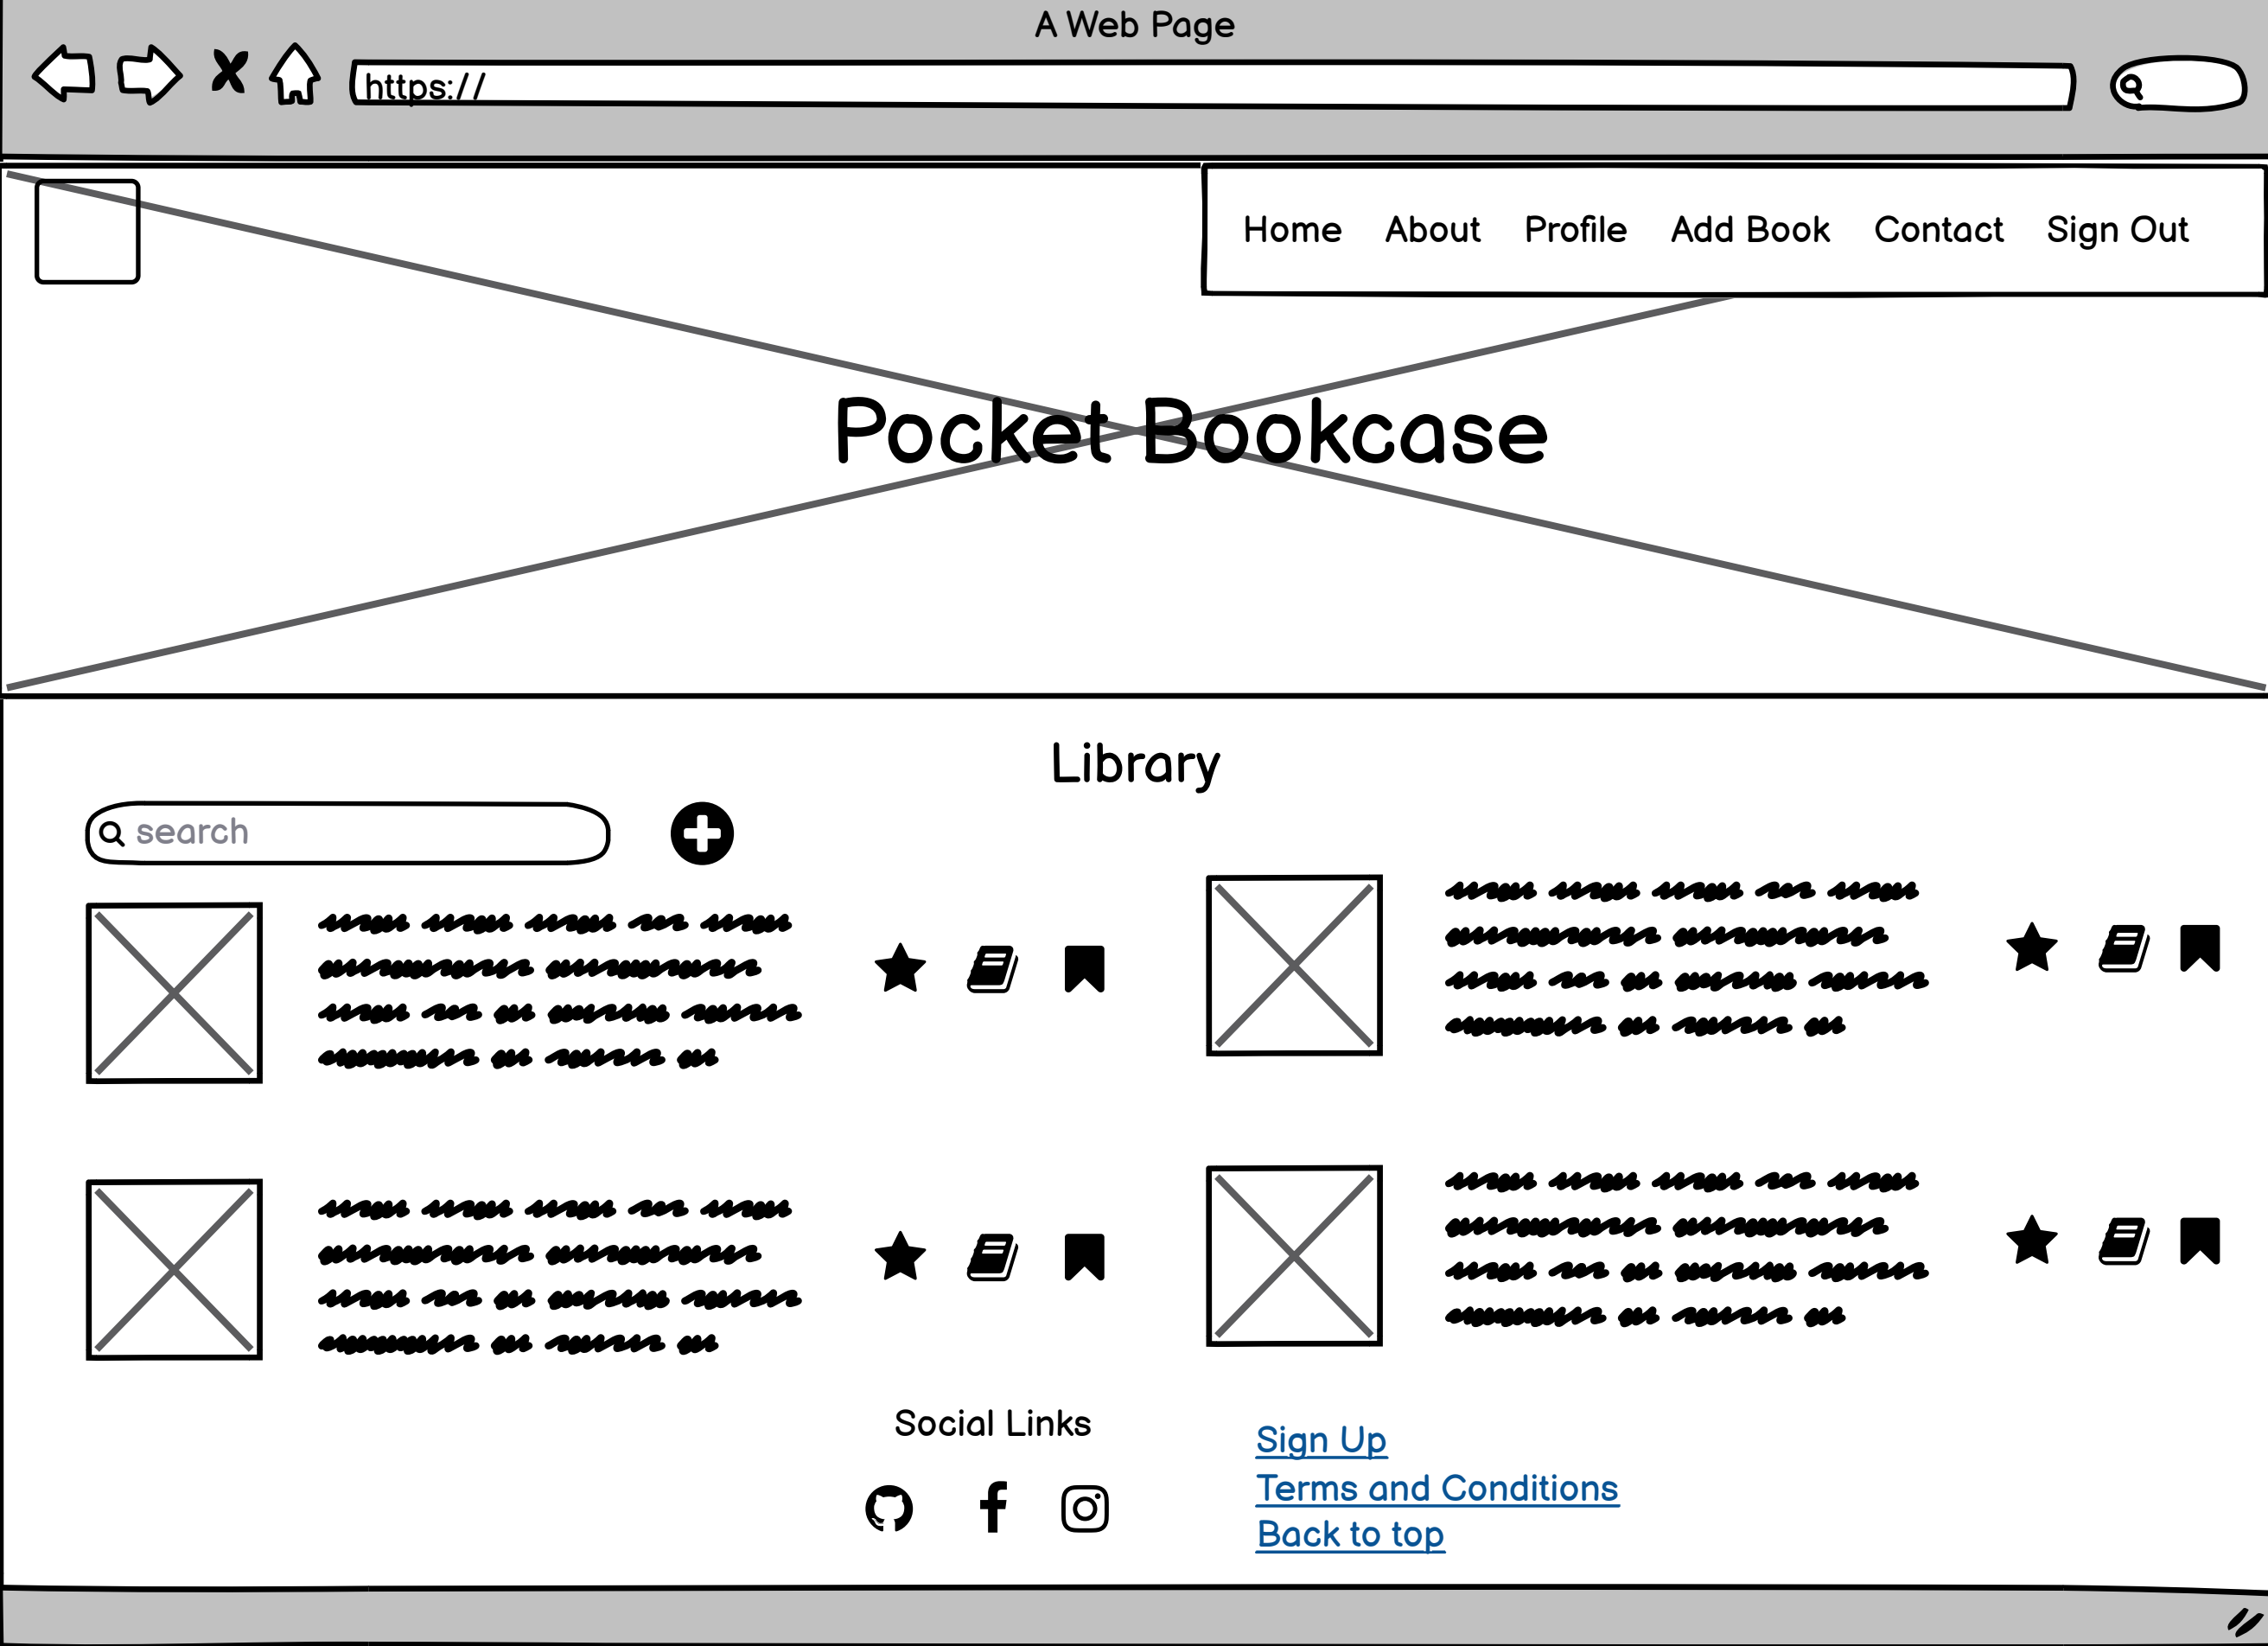 A Web Page
https://
Home About Profile Add Book Contact Sign Out
Pocket Bookcase
Library
search
Social Links
Sign Up
Terms and Conditions
Back to top